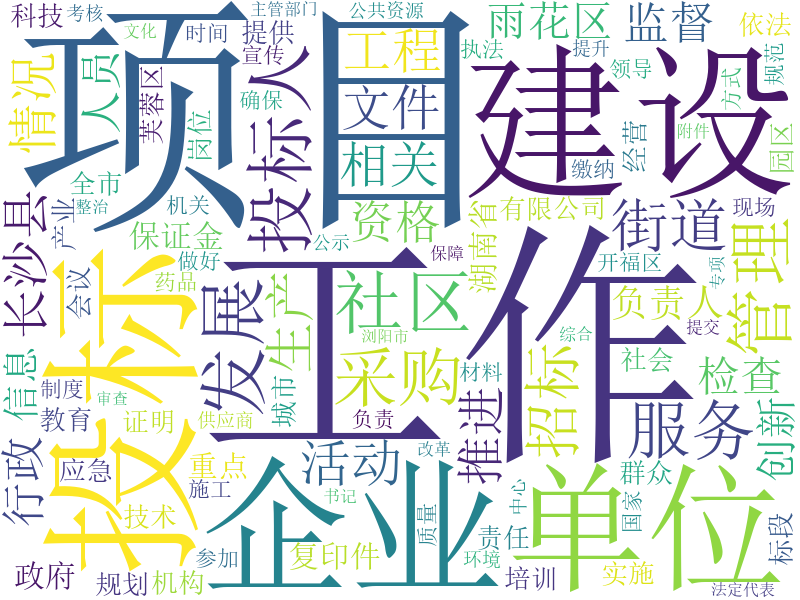 科技
考核
主管部门
公共资源
雨花区
监督
依法
文化
时间
提供
宣传
工程
执法
提升
领导
规范
方式
情况
人员
芙蓉区
岗位
确保
项目
建设
文件
相关
附件
园区
经营
缴纳
全市
整治
机关
投标人
资格
湖南省
有限公司
街道
现场
长沙县
产业
保证金
公示
保障
开福区
管理
做好
药品
会议
投标
工作
发展
生产
社区
浏阳市
负责人
综合
提交
专项
信息
制度
城市
采购
材料
招标
社会
检查
创新
教育
审查
证明
供应商
负责
推进
服务
行政
应急
重点
活动
改革
群众
施工
企业
单位
书记
中心
国家
技术
质量
责任
标段
参加
复印件
环境
政府
规划
机构
培训
实施
法定代表